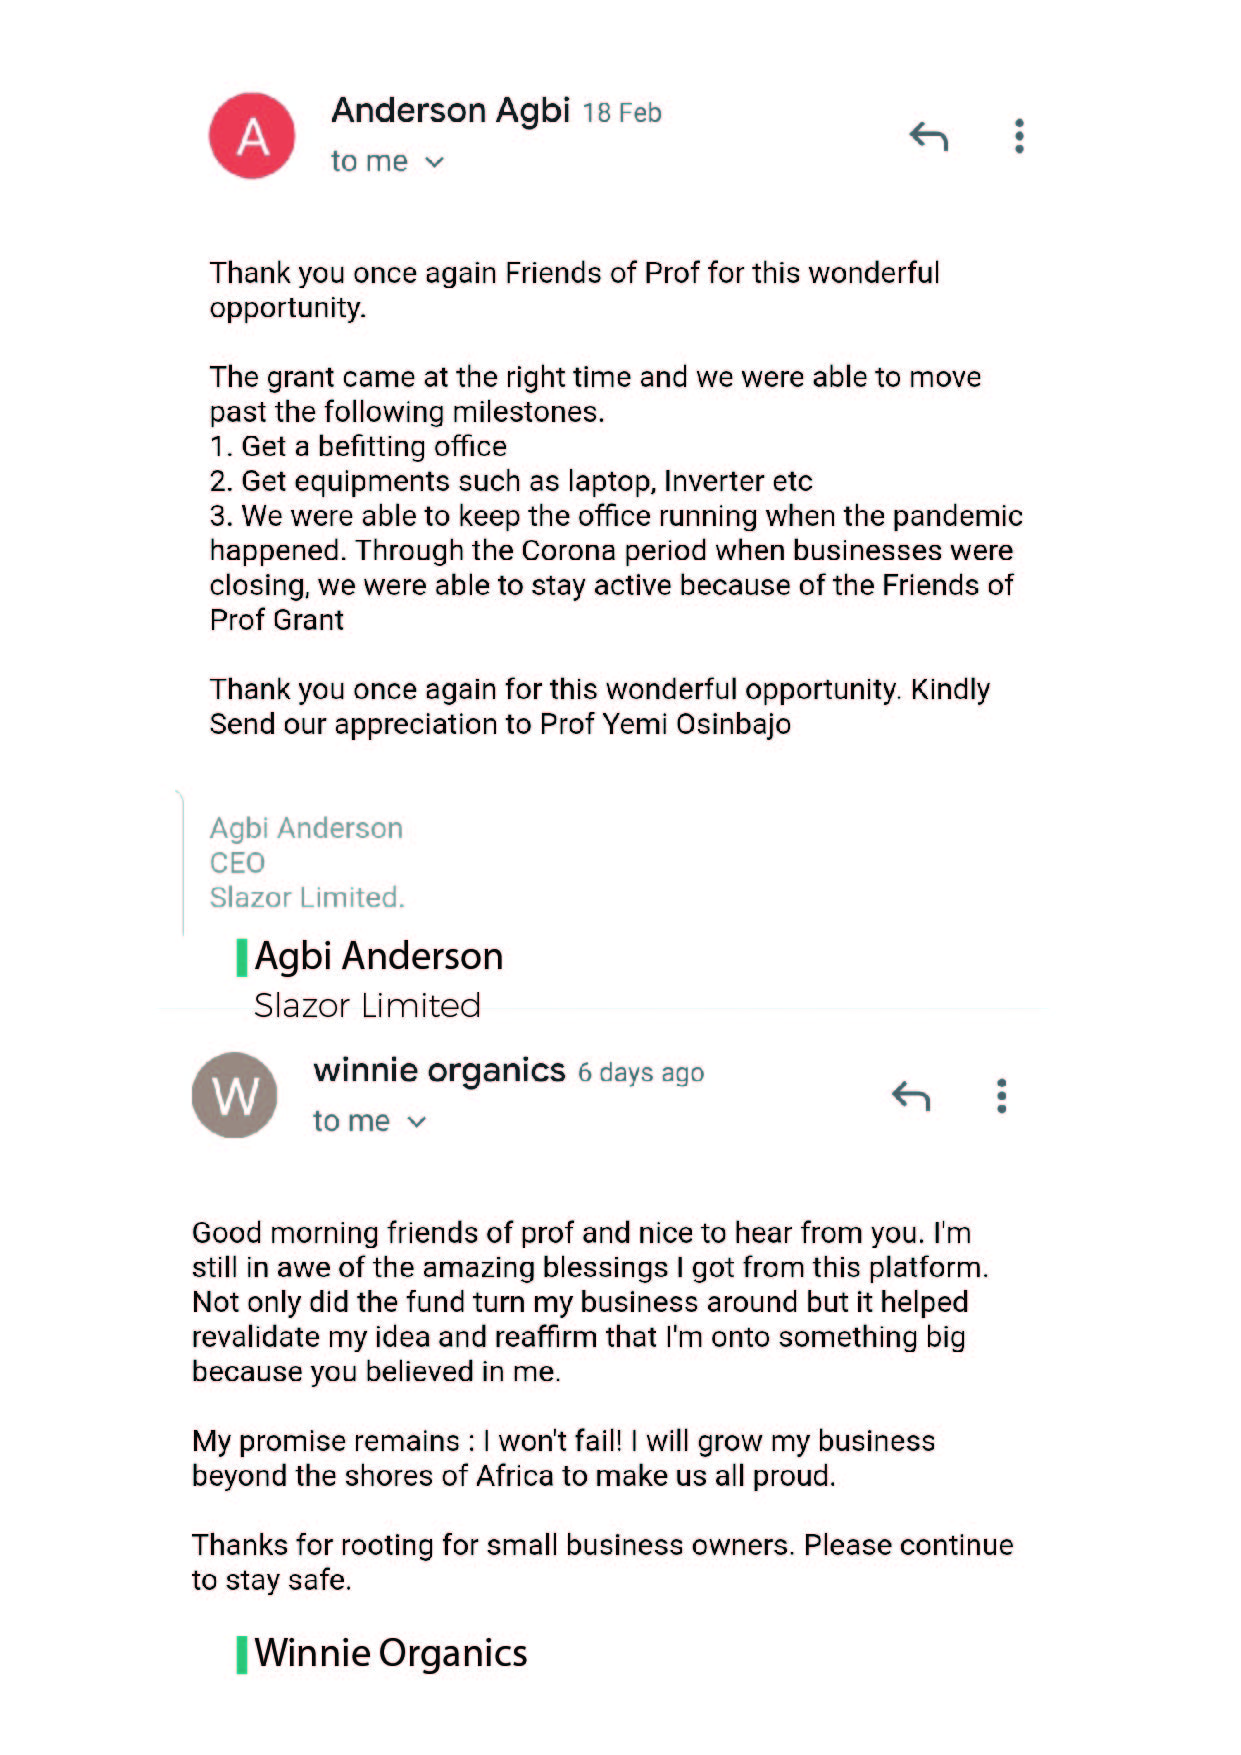 A
Anderson Agbi 18 Feb
to me
Thank you once again Friends of Prof for this wonderful
opportunity.
The grant came at the right time and we were able to move
past the following milestones.
1. Get a befitting office
2. Get equipments such as laptop, Inverter etc
3. We were able to keep the office running when the pandemic
happened. Through the Corona period when businesses were
closing, we were able to stay active because of the Friends of
Prof Grant
Thank you once again for this wonderful opportunity. Kindly
Send our appreciation to Prof Yemi Osinbajo
Agbi Anderson
CEO
Slazor Limited.
Agbi Anderson
Slazor Limited
W
winnie organics 6 days ago
to me
Good morning friends of prof and nice to hear from you. I'm
still in awe of the amazing blessings I got from this platform.
Not only did the fund turn my business around but it helped
revalidate my idea and reaffirm that I'm onto something big
because you believed in me.
My promise remains : I won't fail! I will grow my business
beyond the shores of Africa to make us all proud.
Thanks for rooting for small business owners. Please continue
to stay safe.
Winnie Organics